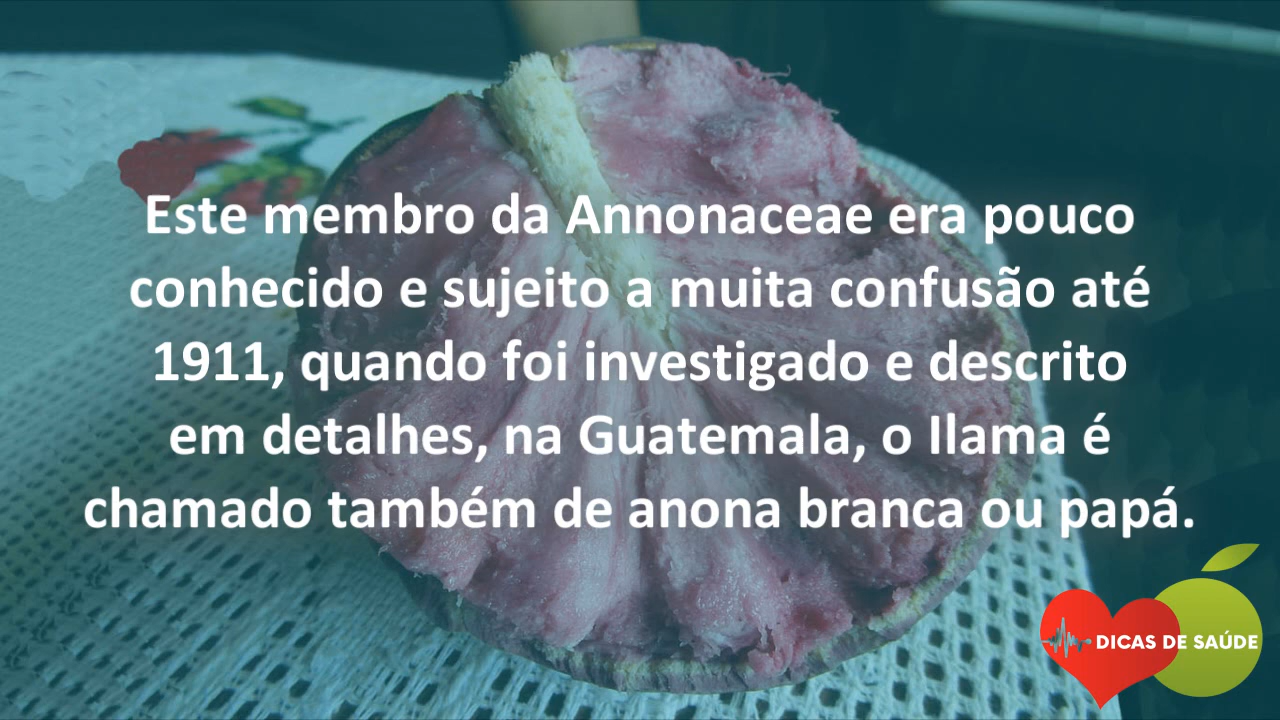 Este membro da Annonaceae era pouco
conhecido e sujeito a muita confusão até
1911, quando foi investigado e descrito
em detalhes, na Guatemala, o Ilama é
chamado também de anona branca ou papá.
DICAS DE SAÚDE